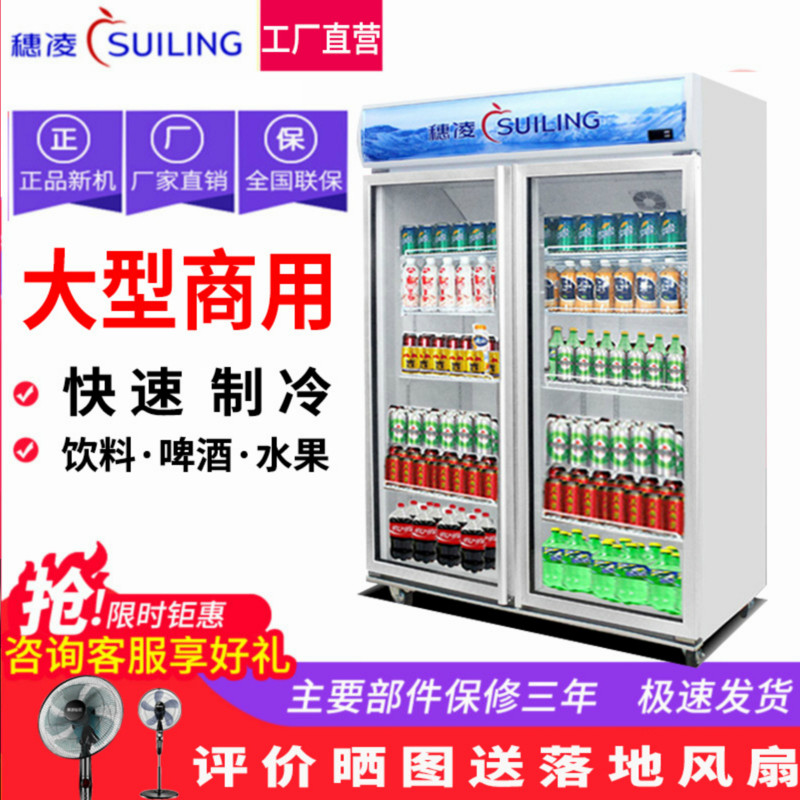 穗凌 SUILING 工厂直营
正 厂 保
正品新机 厂家直销 全国联保
穗凌 SUILING
大型商用
快速 制冷
饮料·啤酒·水果
抢! 限时钜惠
咨询客服享好礼
主要部件保修三年 极速发货
评价晒图送落地风扇